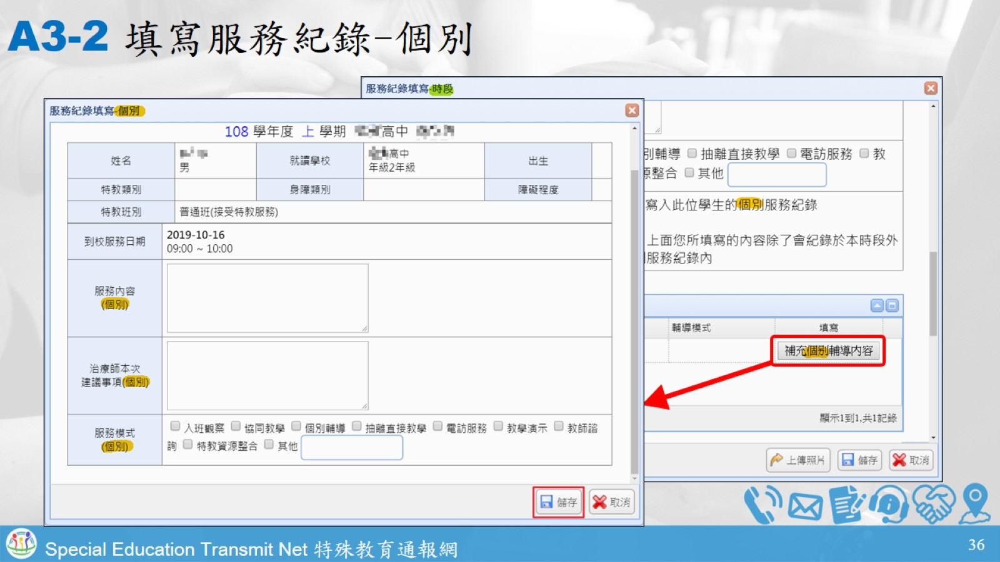 A3-2 填寫服務紀錄-個別
服務紀錄填寫-時段
別輔導 抽離直接教學 電訪服務 教
源整合 其他
寫入此位學生的個別服務紀錄
上面您所填寫的內容除了會紀錄於本時段外
服務紀錄內
輔導模式 填寫
補充個別輔導內容
顯示1到1,共1記錄
上傳照片 儲存 取消
服務紀錄填寫-個別
108 學年度 上 學期 高中
姓名 男 就讀學校 高中 年級2年級 出生
特教類別 身障類別 障礙程度
特教班別 普通班(接受特教服務)
到校服務日期 2019-10-16
09:00 ~ 10:00
服務內容
(個別)
治療師本次
建議事項(個別)
服務模式
(個別)
入班觀察 協同教學 個別輔導 抽離直接教學 電訪服務 教學演示 教師諮
詢 特教資源整合 其他
儲存 取消
Special Education Transmit Net 特殊教育通報網
36